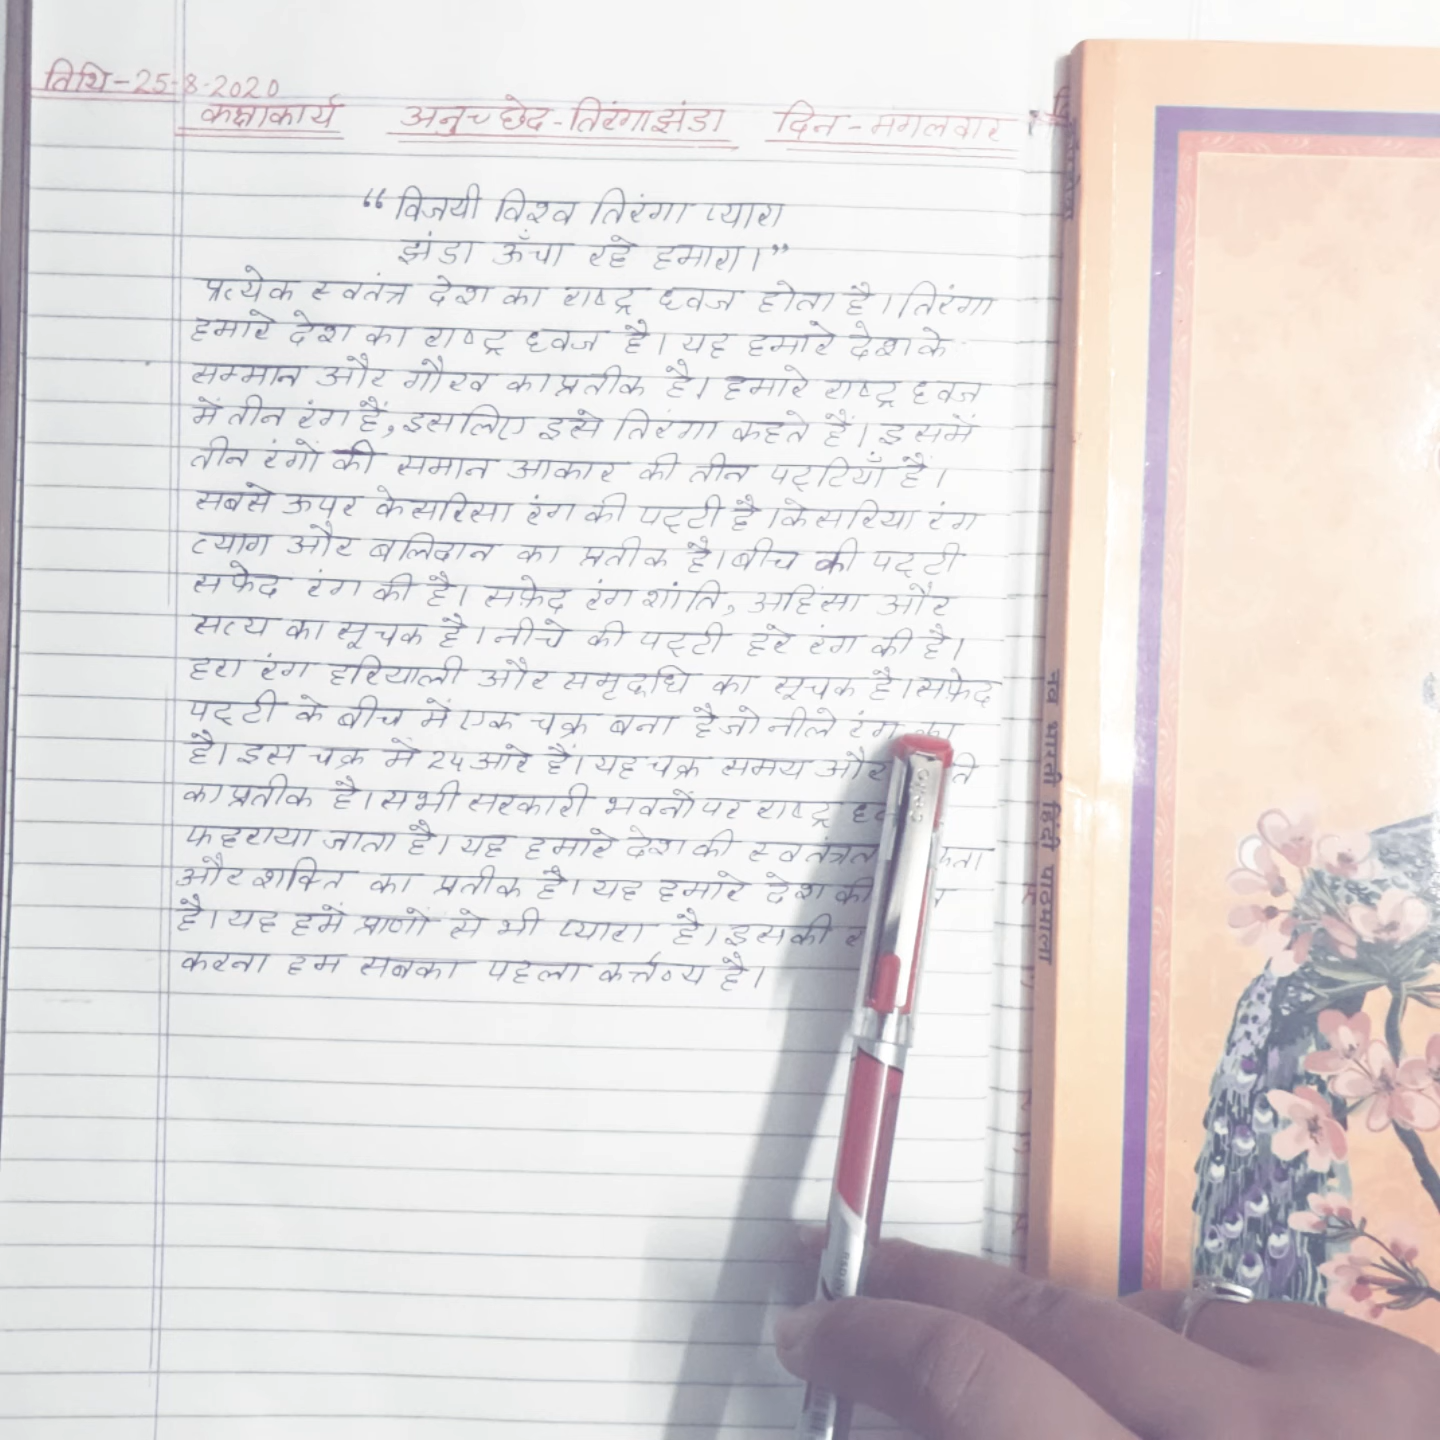 तिथि-25-8-2020
कक्षाकार्य अनुच्छेद-तिरंगा झंडा दिन-मंगलवार
“विजयी विश्व तिरंगा प्यारा
झंडा ऊँचा रहे हमारा।”
प्रत्येक स्वतंत्र देश का राष्ट्र ध्वज होता है। तिरंगा
हमारे देश का राष्ट्र ध्वज है। यह हमारे देश के
सम्मान और गौरव का प्रतीक है। हमारे राष्ट्र ध्वज
में तीन रंग हैं, इसलिए इसे तिरंगा कहते हैं। इसमें
तीन रंगों की समान आकार की तीन पट्टियाँ हैं।
सबसे ऊपर केसरिसा रंग की पट्टी है। केसरिया रंग
त्याग और बलिदान का प्रतीक है। बीच की पट्टी
सफ़ेद रंग की है। सफ़ेद रंग शांति, अहिंसा और
सत्य का सूचक है। नीचे की पट्टी हरे रंग की है।
हरा रंग हरियाली और समृद्धि का सूचक है। सफ़ेद
पट्टी के बीच में एक चक्र बना है जो नीले रंग का
है। इस चक्र में 24 आरे हैं। यह चक्र समय और
का प्रतीक है। सभी सरकारी भवनों पर राष्ट्र
फहराया जाता है। यह हमारे देश की
और शक्ति का प्रतीक है। यह हमारे देश की
है। यह हमें प्राणों से भी प्यारा है। इसकी
करना हम सबका पहला कर्त्तव्य है।
नव भारती हिंदी पाठमाला